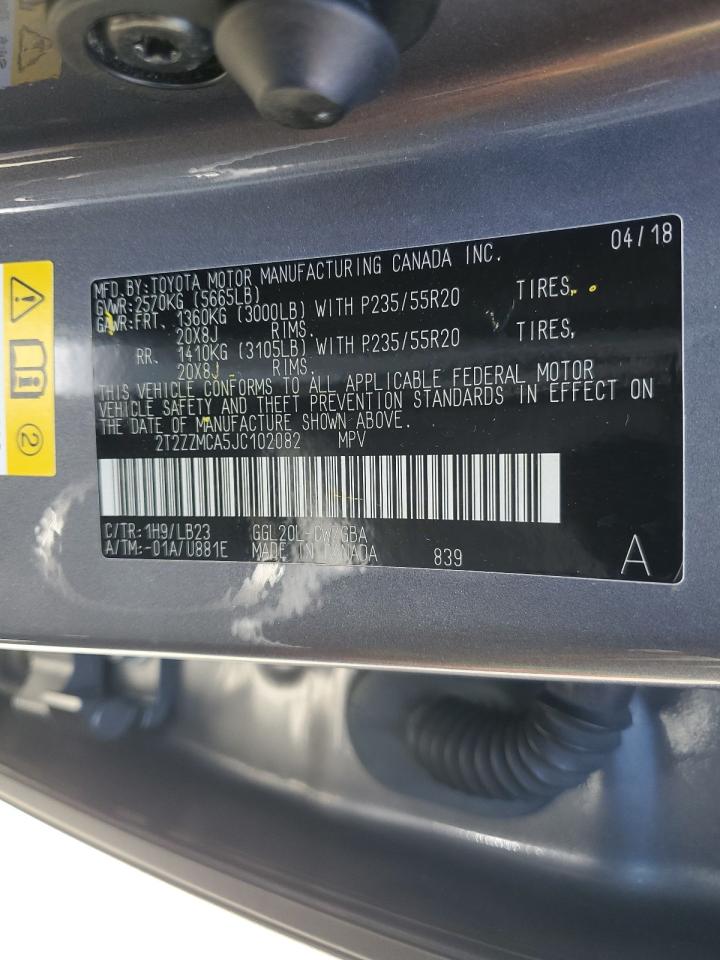 04/18
MFD.BY:TOYOTA MOTOR MANUFACTURING CANADA INC.
GVWR:2570KG (5665LB)
GAWR:FRT. 1360KG (3000LB) WITH P235/55R20 TIRES,
20X8J RIMS.
RR. 1410KG (3105LB) WITH P235/55R20 TIRES,
20X8J RIMS.
THIS VEHICLE CONFORMS TO ALL APPLICABLE FEDERAL MOTOR
VEHICLE SAFETY AND THEFT PREVENTION STANDARDS IN EFFECT ON
THE DATE OF MANUFACTURE SHOWN ABOVE.
2T2ZZMCA5JC102082 MPV
C/TR:1H9/LB23 GGL20L-CWZGBA
A/TM:-01A/U881E MADE IN CANADA 839
A
2